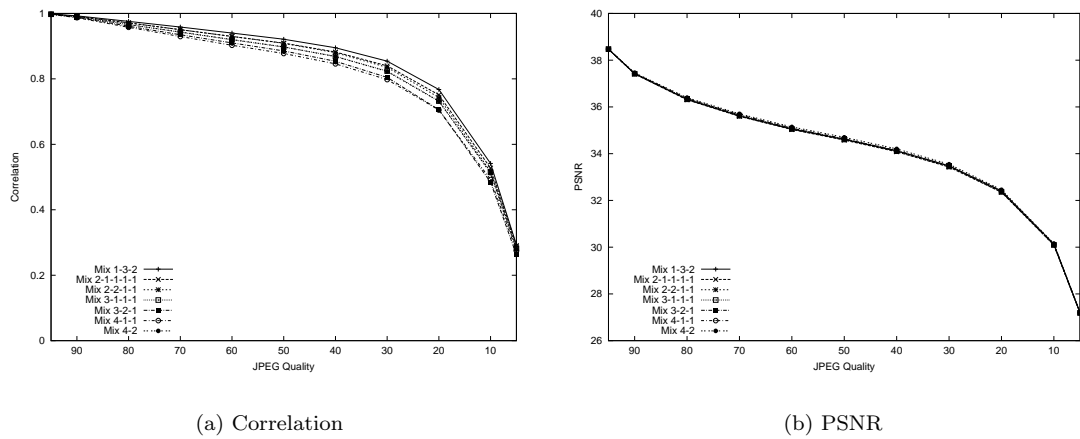 1
0.8
0.6
0.4
0.2
0
Correlation
Mix 1-3-2
Mix 2-1-1-1-1
Mix 2-2-1-1
Mix 3-1-1-1
Mix 3-2-1
Mix 4-1-1
Mix 4-2
90 80 70 60 50 40 30 20 10
JPEG Quality
(a) Correlation
40
38
36
34
32
30
28
26
PSNR
Mix 1-3-2
Mix 2-1-1-1-1
Mix 2-2-1-1
Mix 3-1-1-1
Mix 3-2-1
Mix 4-1-1
Mix 4-2
90 80 70 60 50 40 30 20 10
JPEG Quality
(b) PSNR